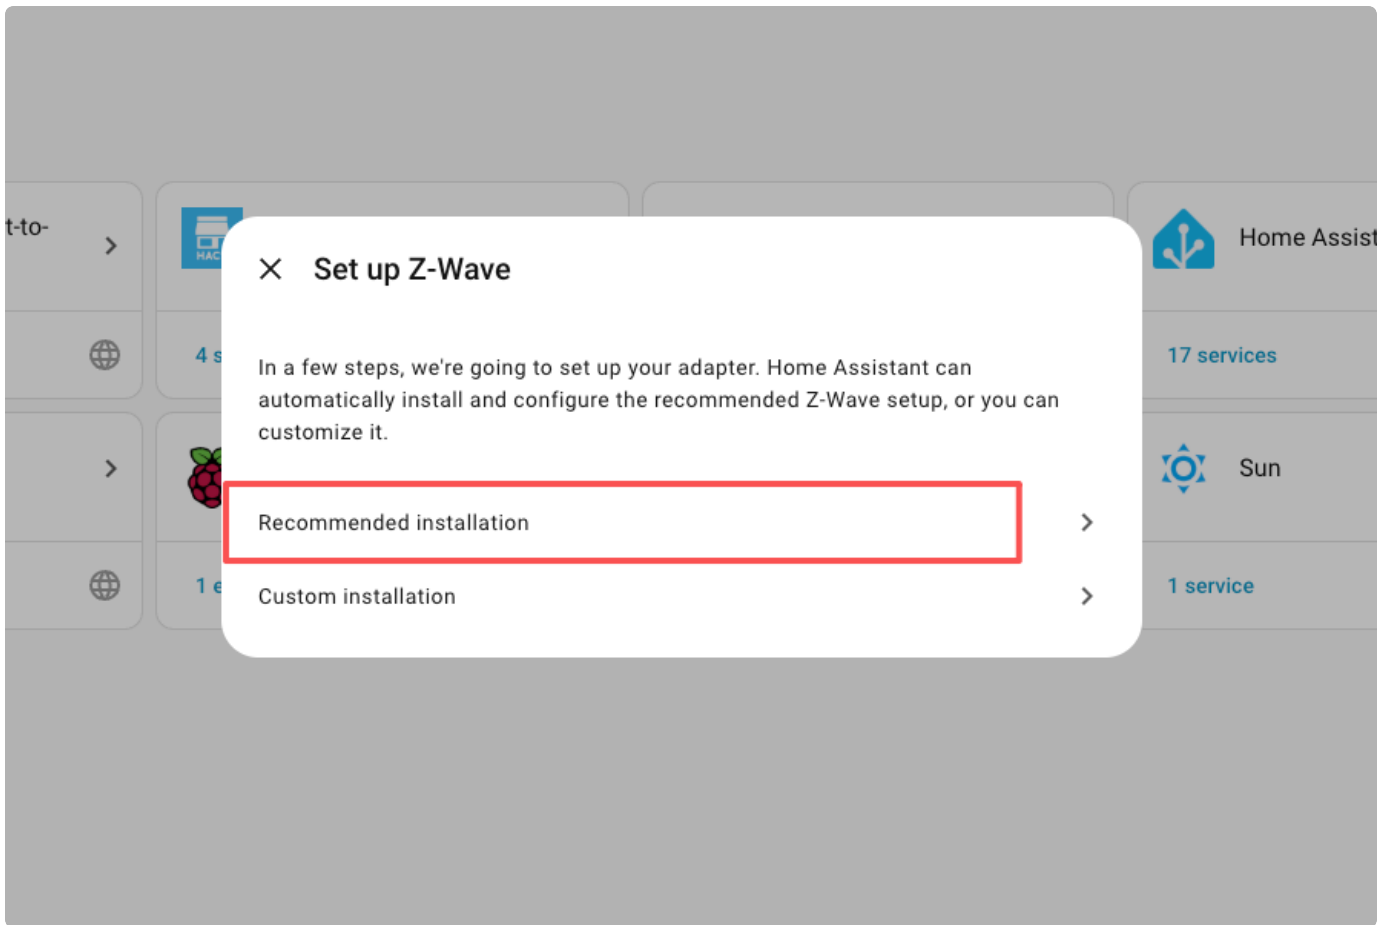 t-to-
HAC
Home Assist
Set up Z-Wave
4 s
17 services
In a few steps, we're going to set up your adapter. Home Assistant can
automatically install and configure the recommended Z-Wave setup, or you can
customize it.
Sun
Recommended installation
1 e
1 service
Custom installation